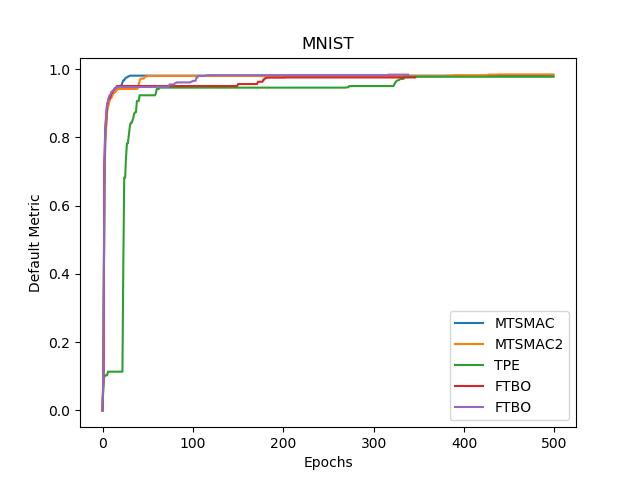 MNIST
1.0
0.8
0.6
0.4
0.2
0.0
Default Metric
0
100
200
300
400
500
Epochs
MTSMAC
MTSMAC2
TPE
FTBO
FTBO